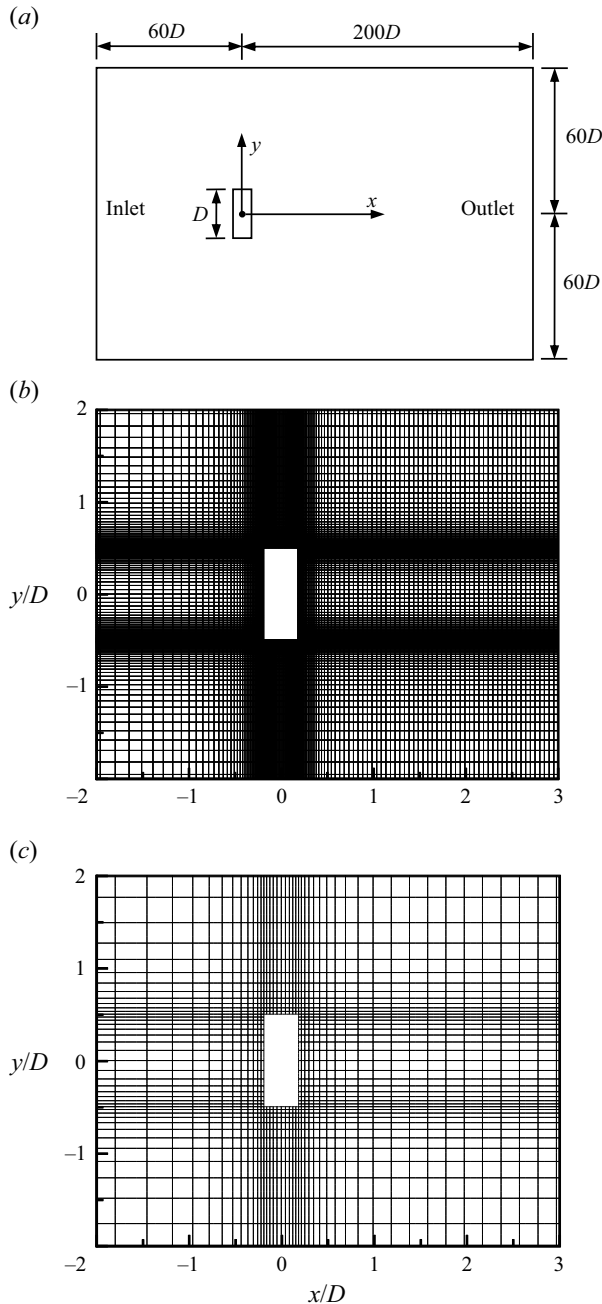 (a)
60D 200D
60D
y
Inlet D x Outlet
60D
(b)
2
1
y/D 0
–1
–2 –1 0 1 2 3
(c)
2
1
y/D 0
–1
–2 –1 0 1 2 3
x/D